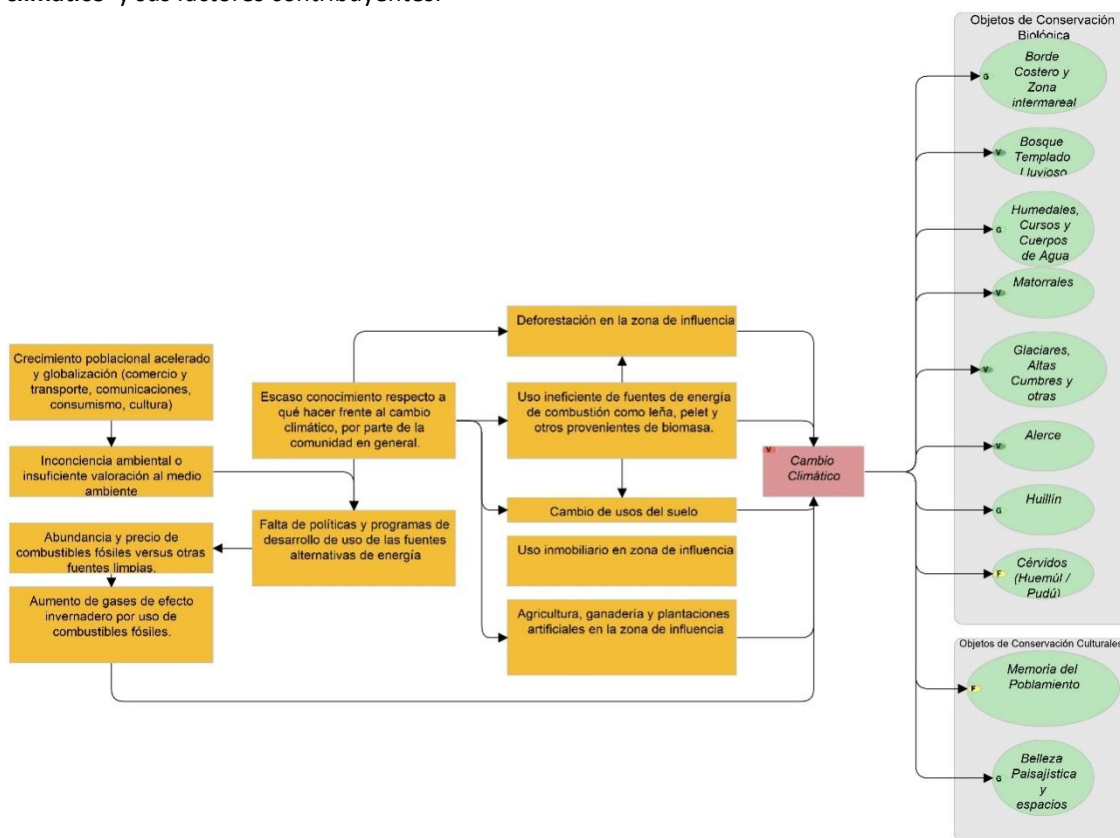 climático" y sus factores contribuyentes.
Objetos de Conservación
Biológica
Borde
Costero y
Zona
intermareal
G
Bosque
Templado
Lluvioso
V
Humedales,
Cursos y
Cuerpos
de Agua
G
Matorrales
V
Glaciares,
Altas
Cumbres y
otras
V
Alerce
V
Huillín
G
Cérvidos
(Huemúl /
Pudú)
F
Objetos de Conservación Culturales
Memoria del
Poblamiento
F
Belleza
Paisajística
y
espacios
G
Crecimiento poblacional acelerado
y globalización (comercio y
transporte, comunicaciones,
consumismo, cultura)
Inconciencia ambiental o
insuficiente valoración al medio
ambiente
Abundancia y precio de
combustibles fósiles versus otras
fuentes limpias.
Aumento de gases de efecto
invernadero por uso de
combustibles fósiles.
Escaso conocimiento respecto a
qué hacer frente al cambio
climático, por parte de la
comunidad en general.
Falta de políticas y programas de
desarrollo de uso de las fuentes
alternativas de energía
Deforestación en la zona de influencia
Uso ineficiente de fuentes de energía
de combustión como leña, pelet y
otros provenientes de biomasa.
Cambio de usos del suelo
Uso inmobiliario en zona de influencia
Agricultura, ganadería y plantaciones
artificiales en la zona de influencia
V
Cambio
Climático